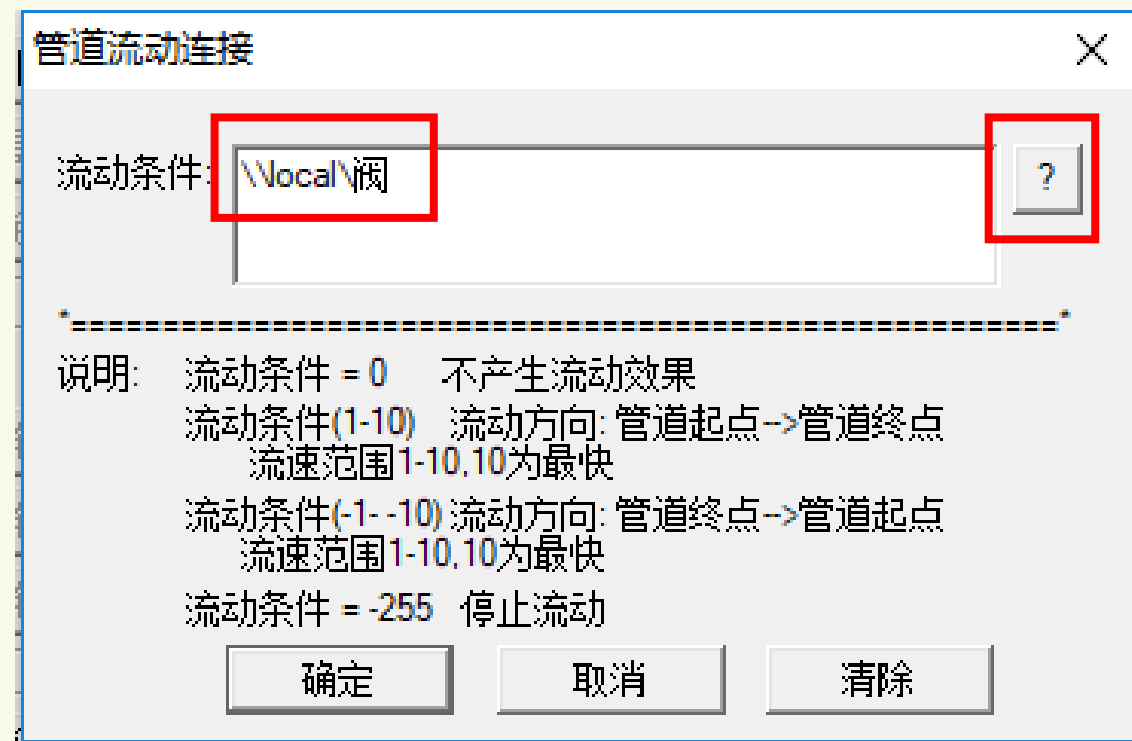 管道流动连接
流动条件: \\local\阀
?
*======================================================*
说明: 流动条件 = 0 不产生流动效果
流动条件(1-10) 流动方向: 管道起点-->管道终点
流速范围1-10,10为最快
流动条件(-1- -10) 流动方向: 管道终点-->管道起点
流速范围1-10,10为最快
流动条件 = -255 停止流动
确定 取消 清除